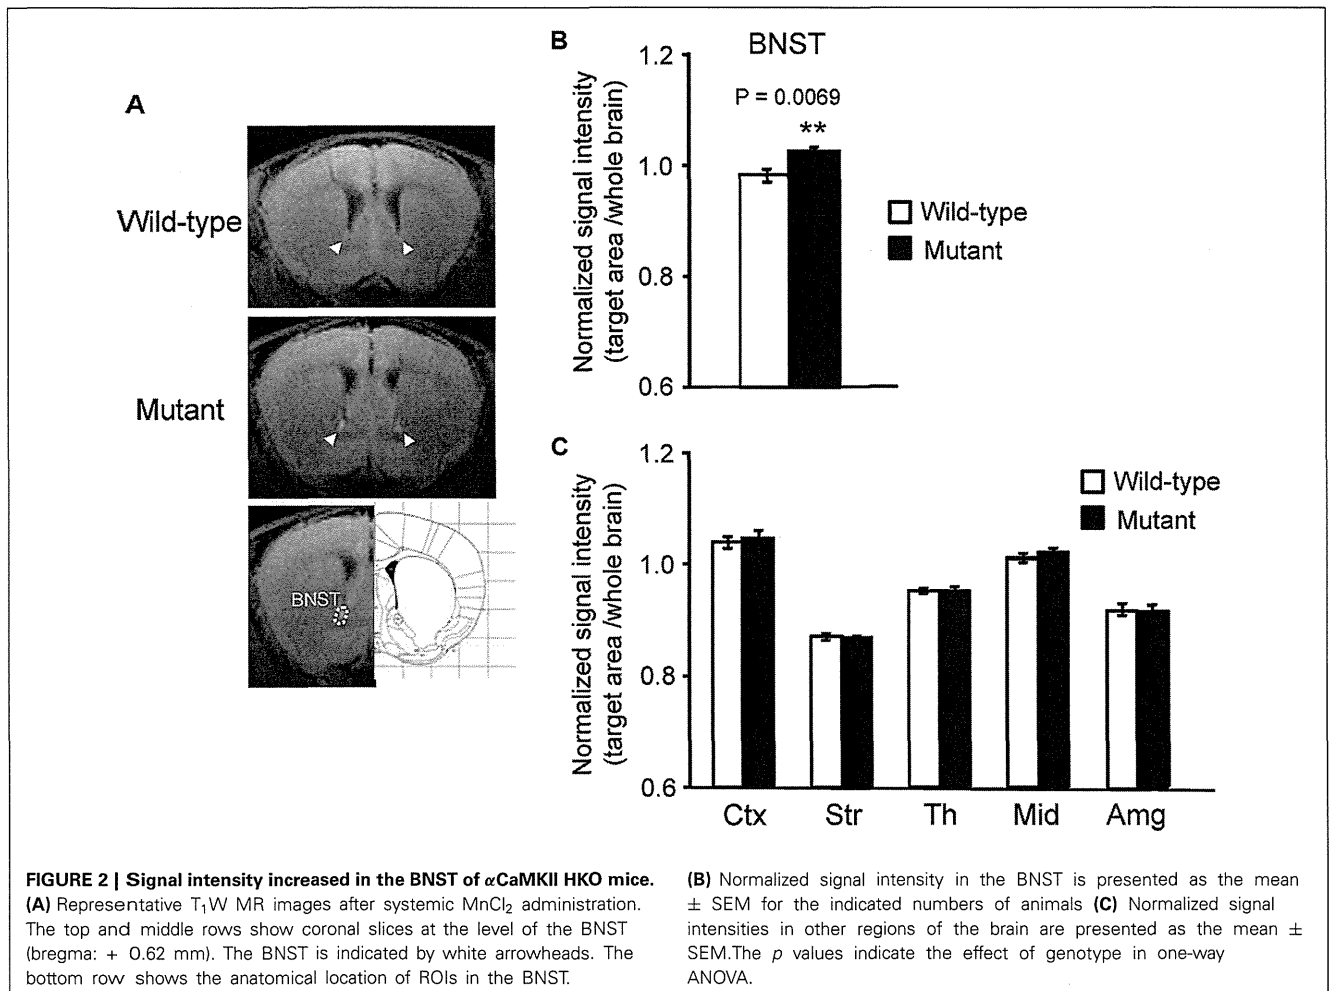 A
Wild-type
Mutant
BNST
B
BNST
P = 0.0069
**
Normalized signal intensity
(target area /whole brain)
1.2
1.0
0.8
0.6
Wild-type
Mutant
C
Normalized signal intensity
(target area /whole brain)
1.2
1.0
0.8
0.6
Wild-type
Mutant
Ctx Str Th Mid Amg
FIGURE 2 | Signal intensity increased in the BNST of αCaMKII HKO mice.
(A) Representative T₁W MR images after systemic MnCl₂ administration.
The top and middle rows show coronal slices at the level of the BNST
(bregma: + 0.62 mm). The BNST is indicated by white arrowheads. The
bottom row shows the anatomical location of ROIs in the BNST.
(B) Normalized signal intensity in the BNST is presented as the mean
± SEM for the indicated numbers of animals (C) Normalized signal
intensities in other regions of the brain are presented as the mean ±
SEM.The p values indicate the effect of genotype in one-way
ANOVA.